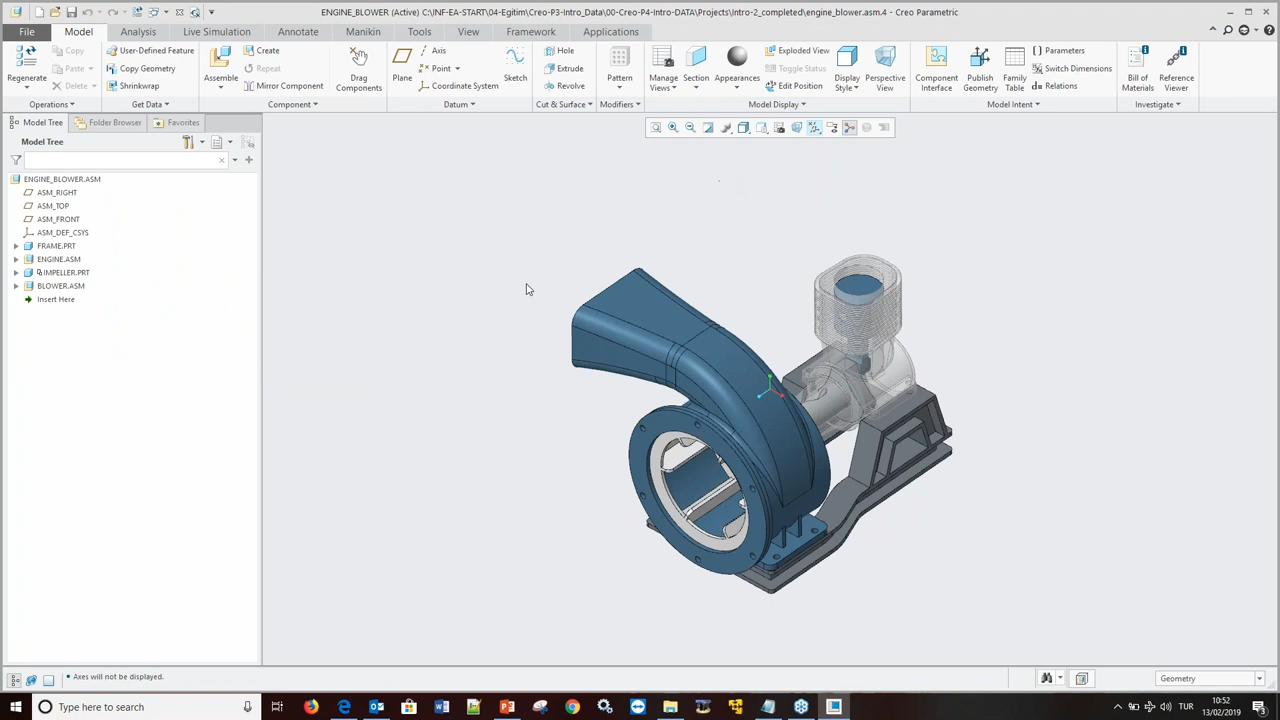 ENGINE_BLOWER (Active) C:\INF-EA-START\04-Egitim\Creo-P3-Intro_Data\00-Creo-P4-Intro-DATA\Projects\Intro-2_completed\engine_blower.asm.4 - Creo Parametric
File Model Analysis Live Simulation Annotate Manikin Tools View Framework Applications
Regenerate
Copy
Paste
Delete
Operations
User-Defined Feature
Copy Geometry
Shrinkwrap
Get Data
Assemble
Create
Repeat
Mirror Component
Drag Components
Component
Plane
Axis
Point
Coordinate System
Sketch
Datum
Hole
Extrude
Revolve
Cut & Surface
Pattern
Modifiers
Manage Views
Section
Appearances
Exploded View
Toggle Status
Edit Position
Display Style
Perspective View
Model Display
Component Interface
Publish Geometry
Family Table
Parameters
Switch Dimensions
Relations
Model Intent
Bill of Materials
Reference Viewer
Investigate
Model Tree Folder Browser Favorites
Model Tree
ENGINE_BLOWER.ASM
ASM_RIGHT
ASM_TOP
ASM_FRONT
ASM_DEF_CSYS
FRAME.PRT
ENGINE.ASM
IMPELLER.PRT
BLOWER.ASM
Insert Here
Axes will not be displayed.
Geometry
Type here to search
TUR
10:52
13/02/2019